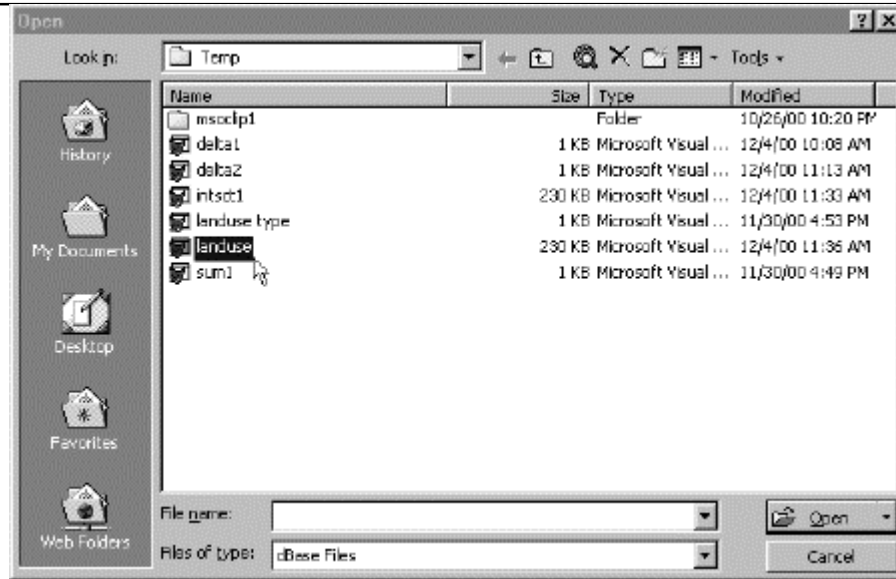 Open
Look in: Temp Tools
Name Size Type Modified
msoclip1 Folder 10/26/00 10:20 PM
delta1 1 KB Microsoft Visual ... 12/4/00 10:08 AM
delta2 1 KB Microsoft Visual ... 12/4/00 11:13 AM
intsct1 230 KB Microsoft Visual ... 12/4/00 11:33 AM
landuse type 1 KB Microsoft Visual ... 11/30/00 4:53 PM
landuse 230 KB Microsoft Visual ... 12/4/00 11:36 AM
sum1 1 KB Microsoft Visual ... 11/30/00 4:49 PM
History
My Documents
Desktop
Favorites
Web Folders
File name:
Open
Files of type: dBase Files
Cancel